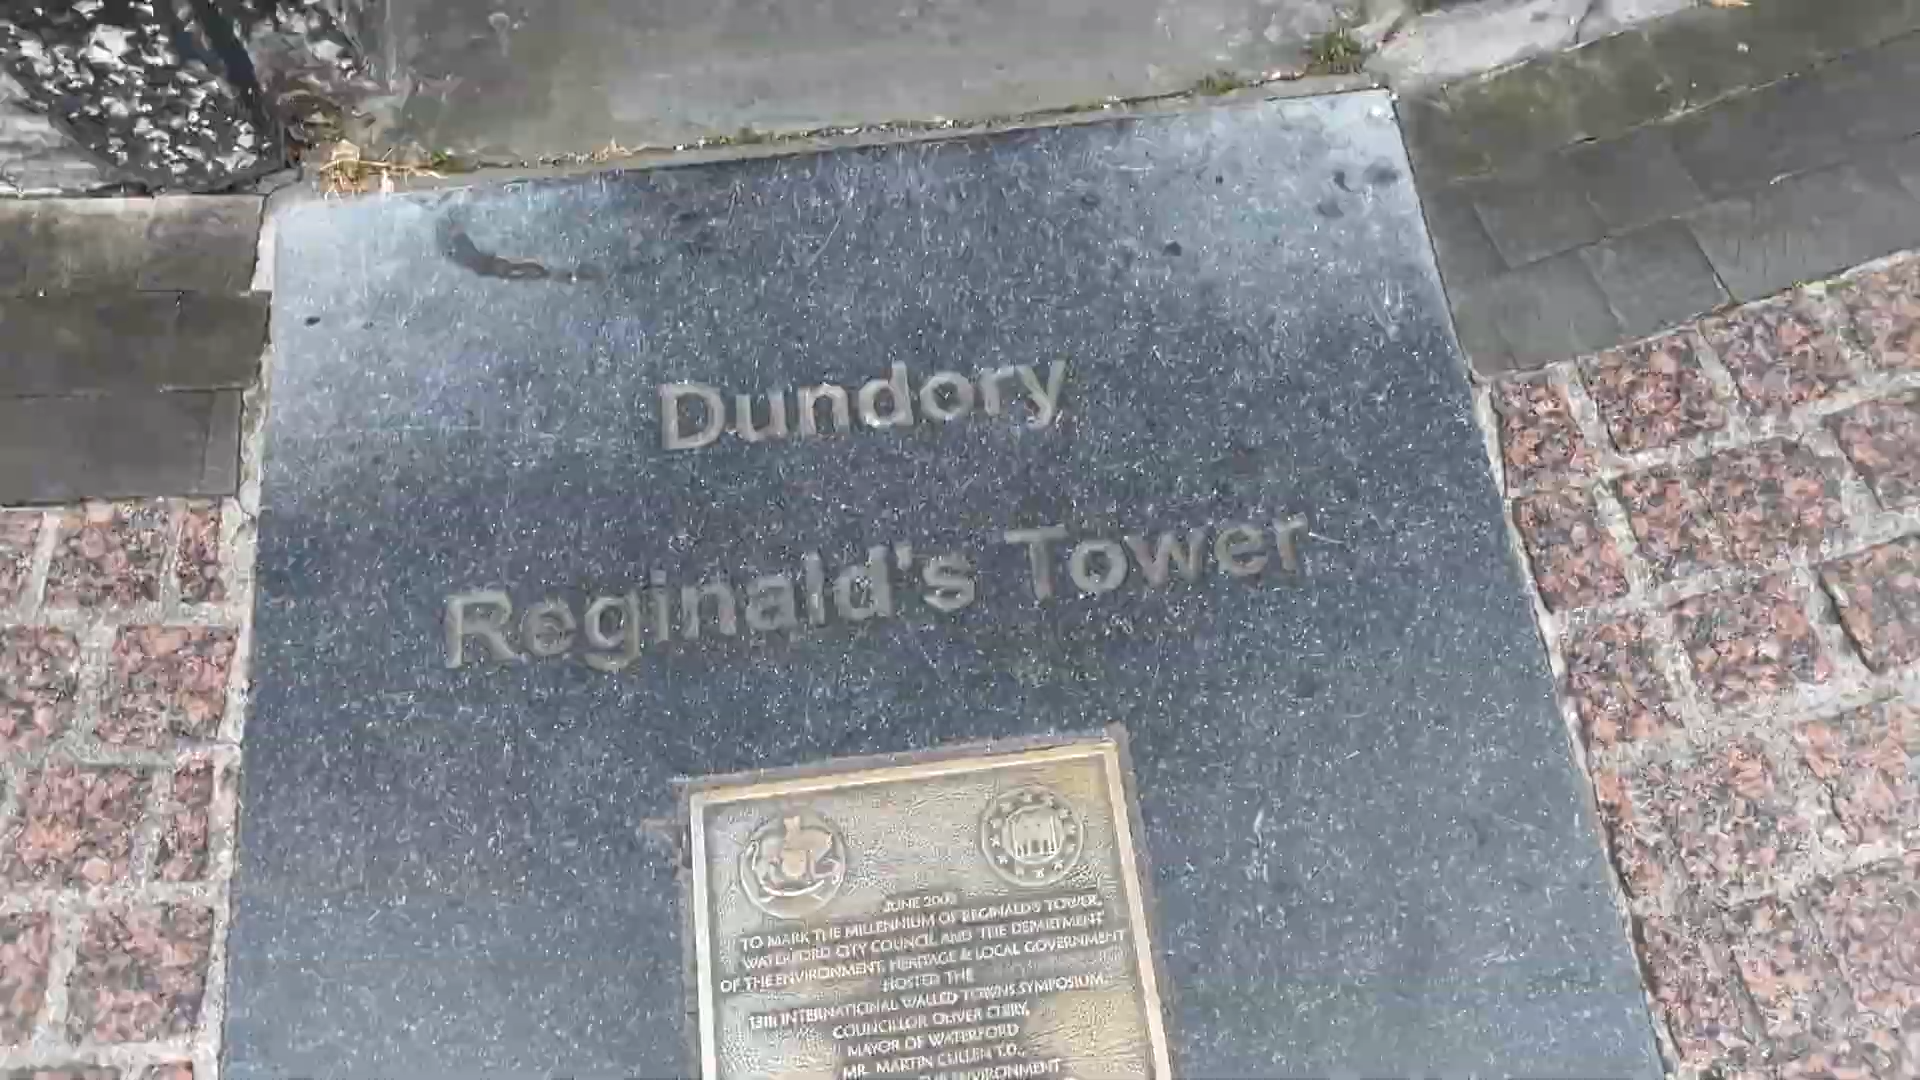 Dundory
Reginald's Tower
JUNE
TO MARK THE MILLENNIUM OF REGINALD'S TOWER,
WATERFORD CITY COUNCIL AND THE DEPARTMENT
OF THE ENVIRONMENT, HERITAGE & LOCAL GOVERNMENT
HOSTED THE
13th INTERNATIONAL WALLED TOWNS SYMPOSIUM.
COUNCILLOR OLIVER
MAYOR OF WATERFORD
MR. MARTIN CULLEN T.D.,
THE ENVIRONMENT